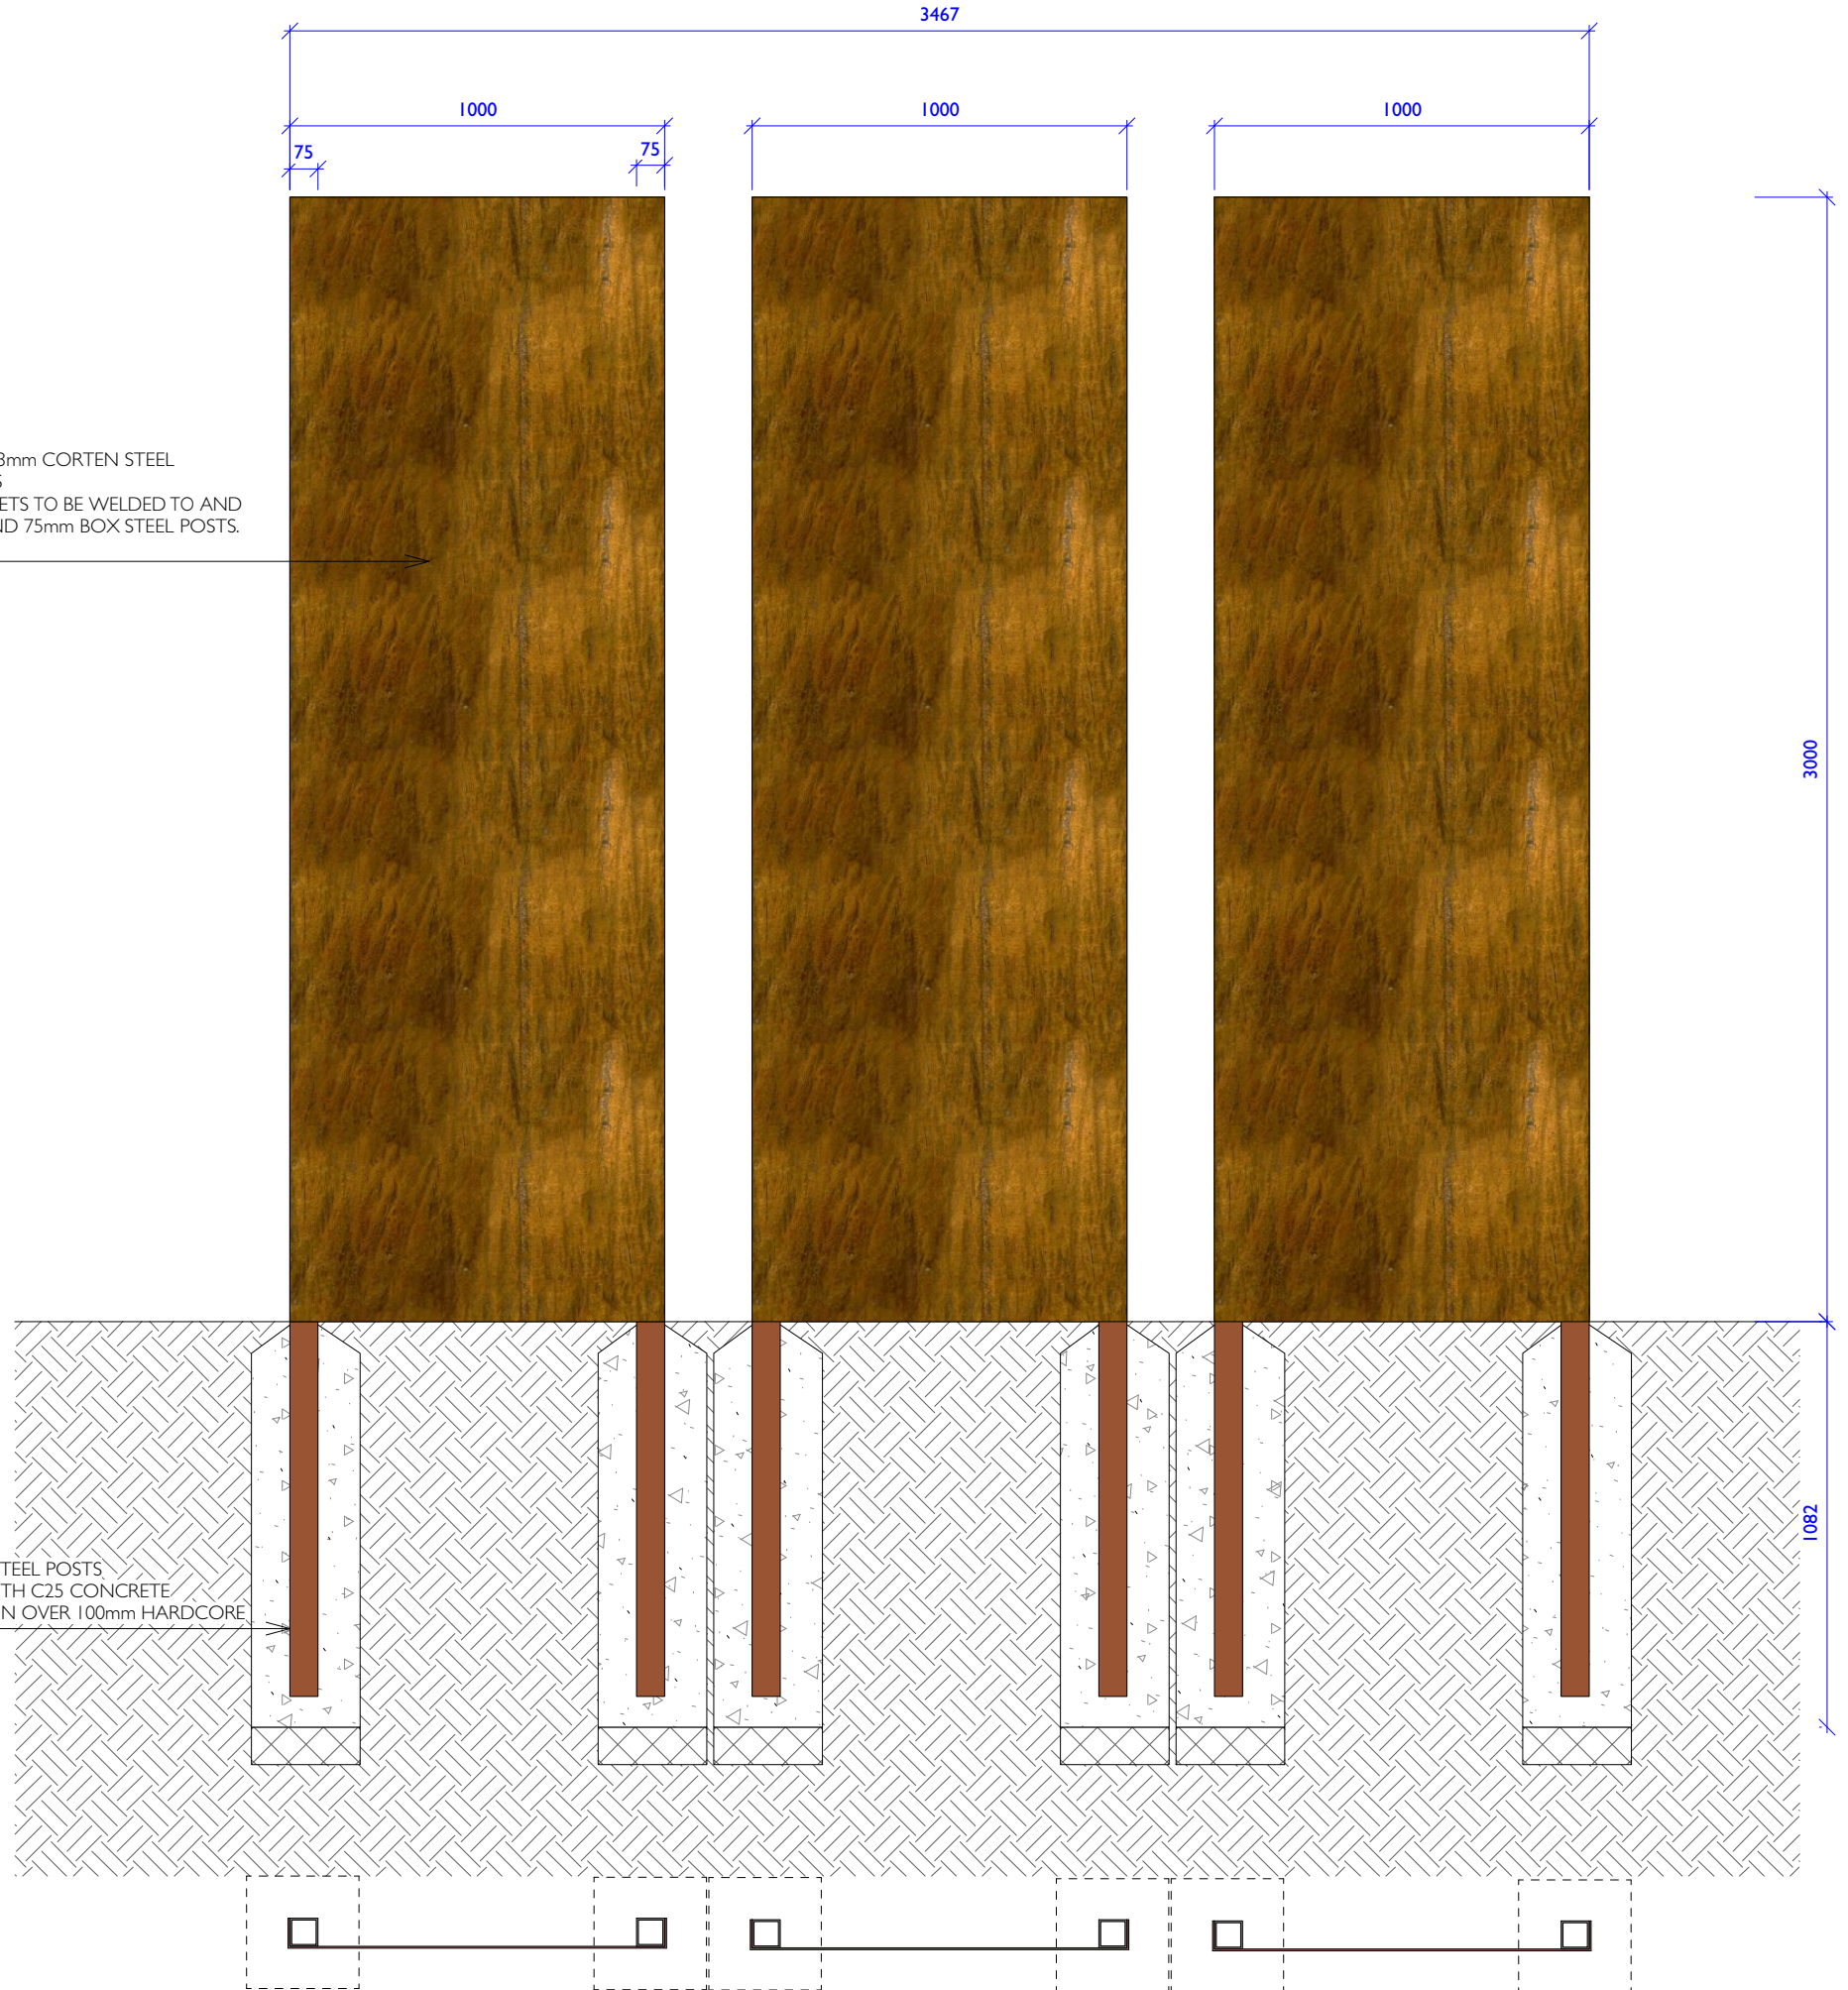 3467
1000 1000 1000
75 75
3mm CORTEN STEEL
S
ETS TO BE WELDED TO AND
ND 75mm BOX STEEL POSTS.
3000
1082
TEEL POSTS
TH C25 CONCRETE
N OVER 100mm HARDCORE